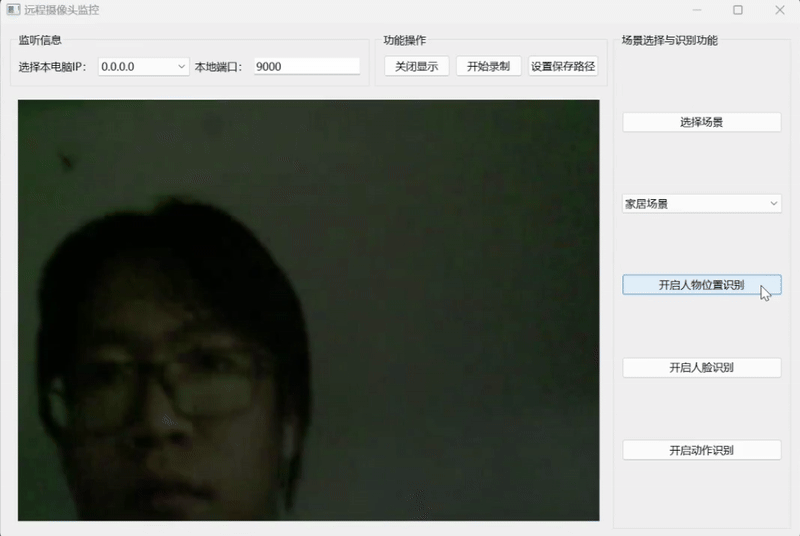 远程摄像头监控
监听信息
选择本电脑IP： 0.0.0.0 本地端口： 9000
功能操作
关闭显示 开始录制 设置保存路径
场景选择与识别功能
选择场景
家居场景
开启人物位置识别
开启人脸识别
开启动作识别